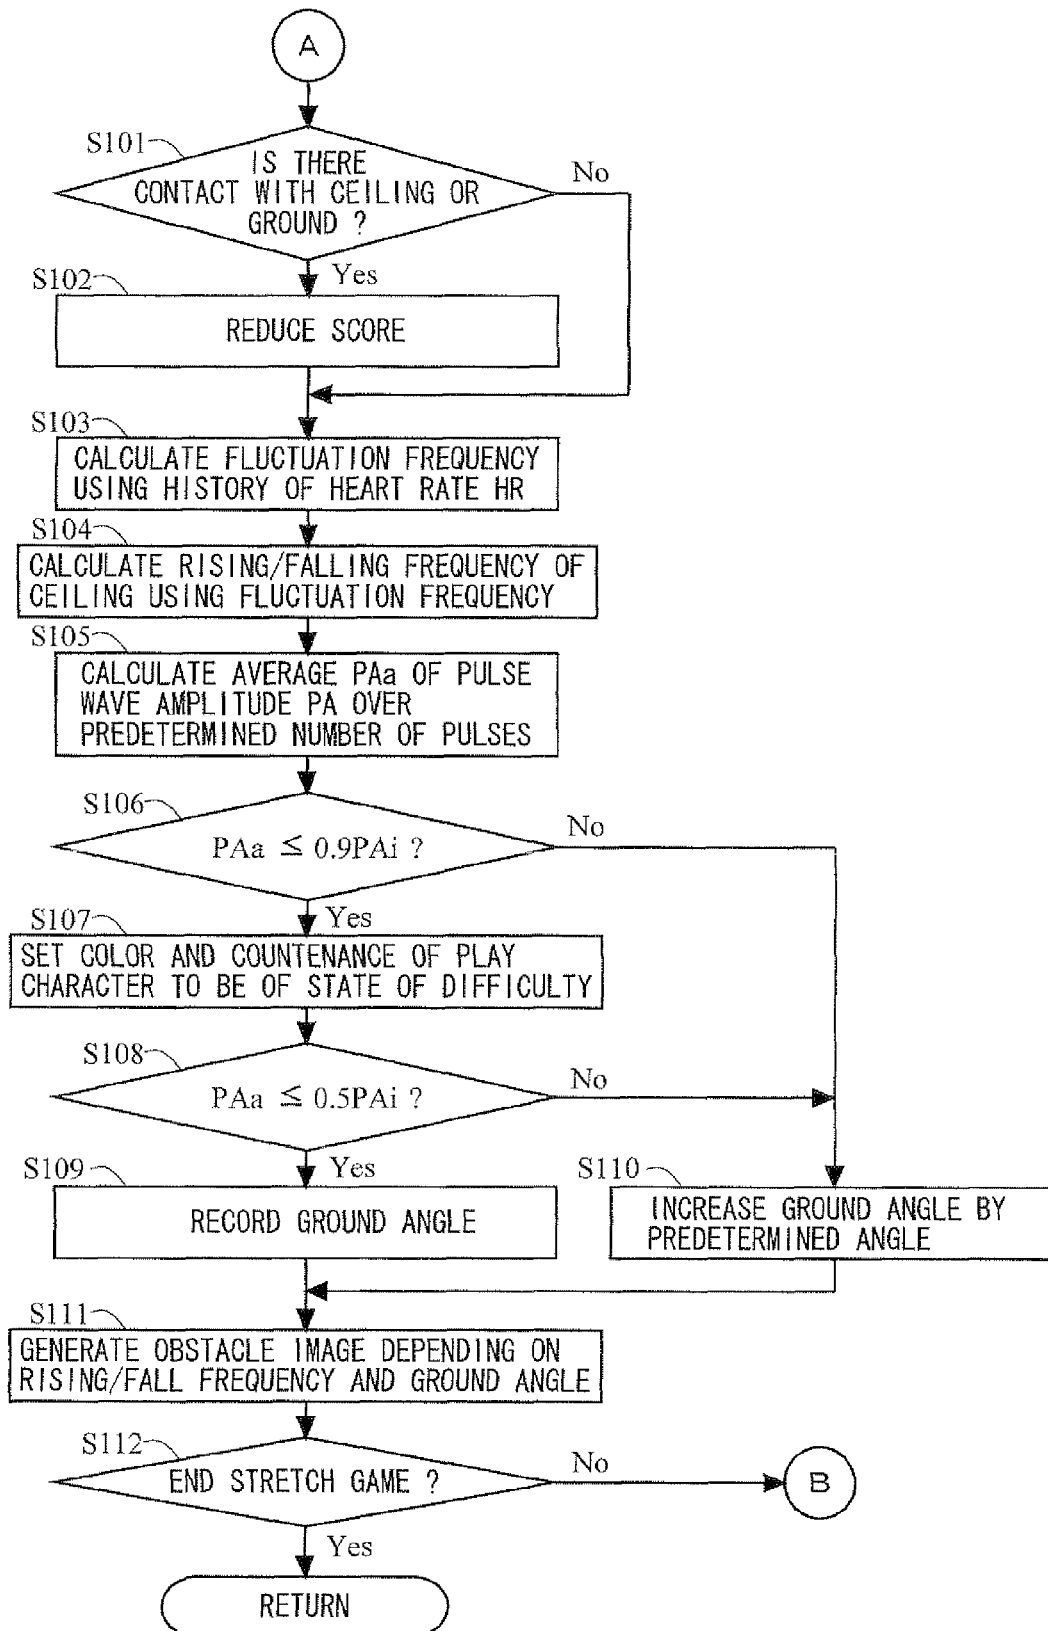 A
S101
IS THERE
CONTACT WITH CEILING OR
GROUND ?
No
Yes
S102
REDUCE SCORE
S103
CALCULATE FLUCTUATION FREQUENCY
USING HISTORY OF HEART RATE HR
S104
CALCULATE RISING/FALLING FREQUENCY OF
CEILING USING FLUCTUATION FREQUENCY
S105
CALCULATE AVERAGE PAa OF PULSE
WAVE AMPLITUDE PA OVER
PREDETERMINED NUMBER OF PULSES
S106
PAa ≦ 0.9PAi ?
No
Yes
S107
SET COLOR AND COUNTENANCE OF PLAY
CHARACTER TO BE OF STATE OF DIFFICULTY
S108
PAa ≦ 0.5PAi ?
No
Yes
S109
RECORD GROUND ANGLE
S110
INCREASE GROUND ANGLE BY
PREDETERMINED ANGLE
S111
GENERATE OBSTACLE IMAGE DEPENDING ON
RISING/FALL FREQUENCY AND GROUND ANGLE
S112
END STRETCH GAME ?
No
B
Yes
RETURN